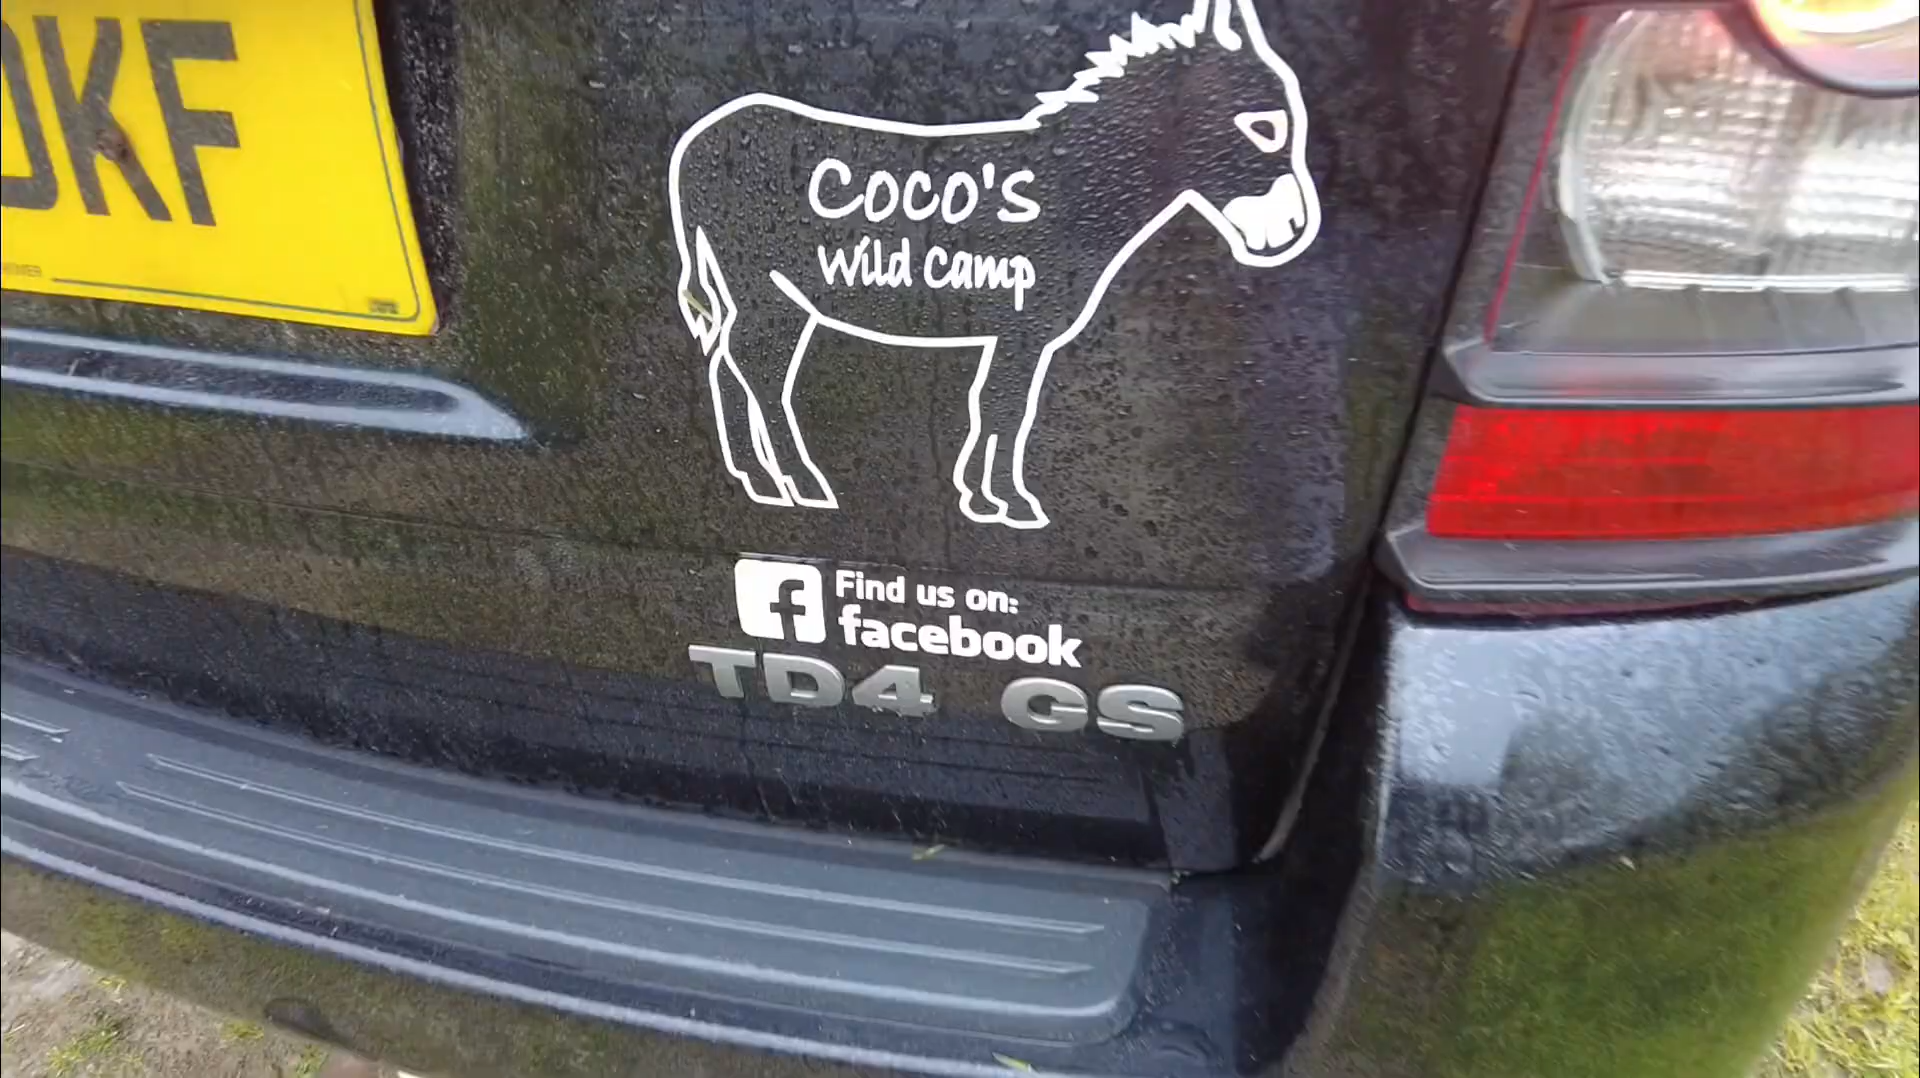 DKF
Coco's
Wild Camp
f Find us on:
facebook
TD4 GS